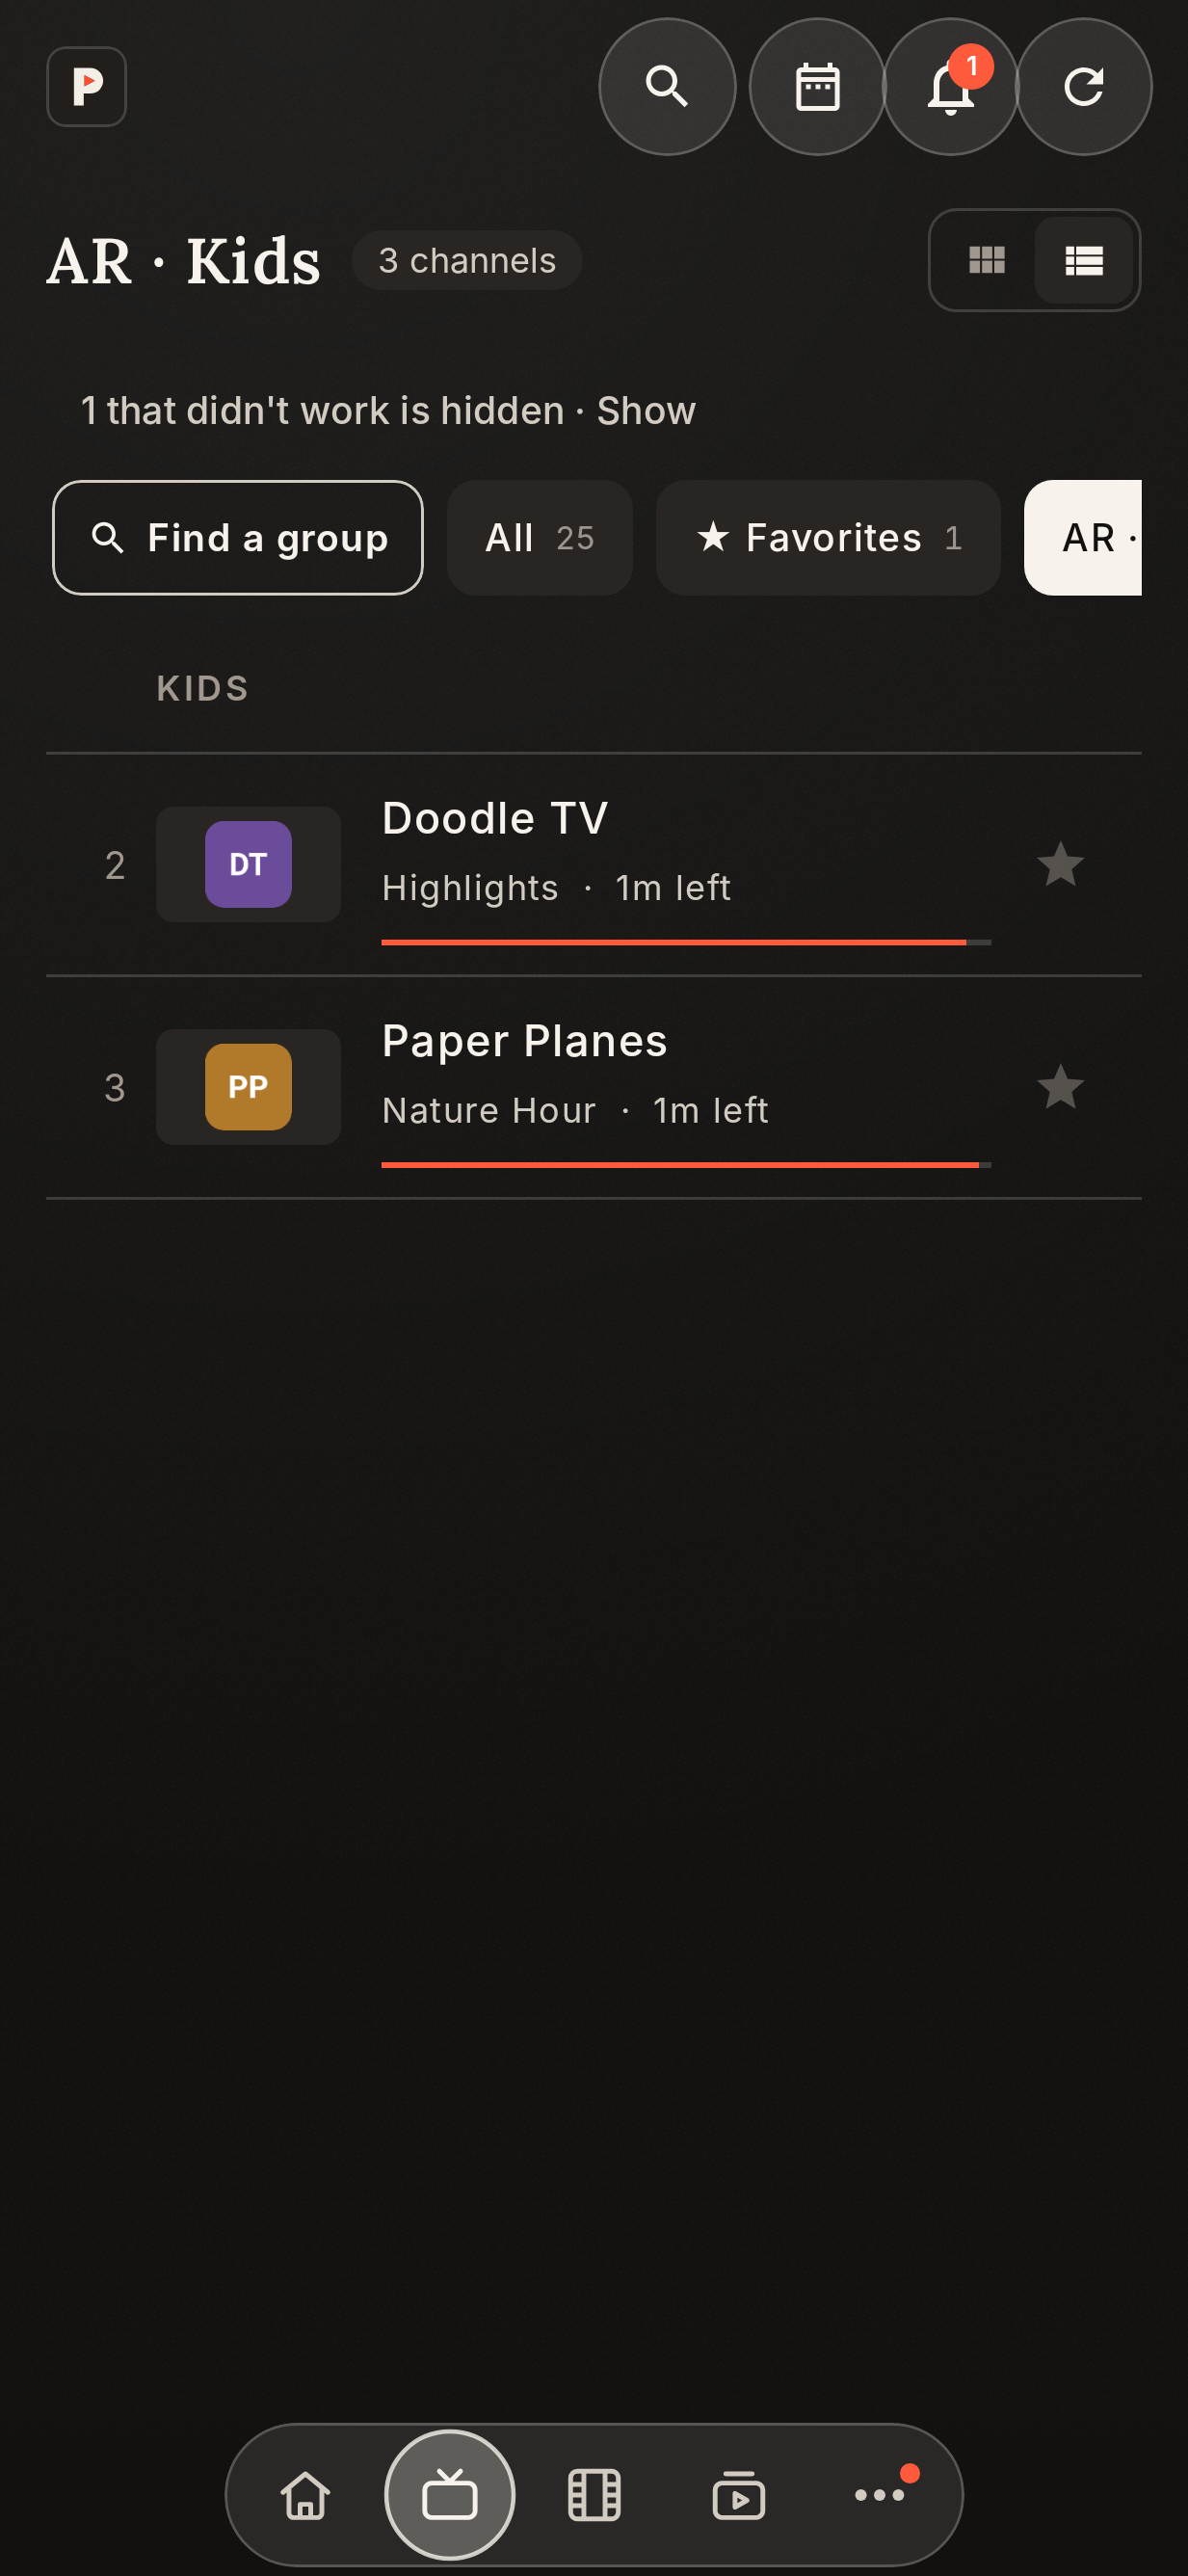 P
1
AR · Kids
3 channels
1 that didn't work is hidden · Show
Find a group
All 25
★ Favorites 1
AR ·
KIDS
2
DT
Doodle TV
Highlights · 1m left
3
PP
Paper Planes
Nature Hour · 1m left